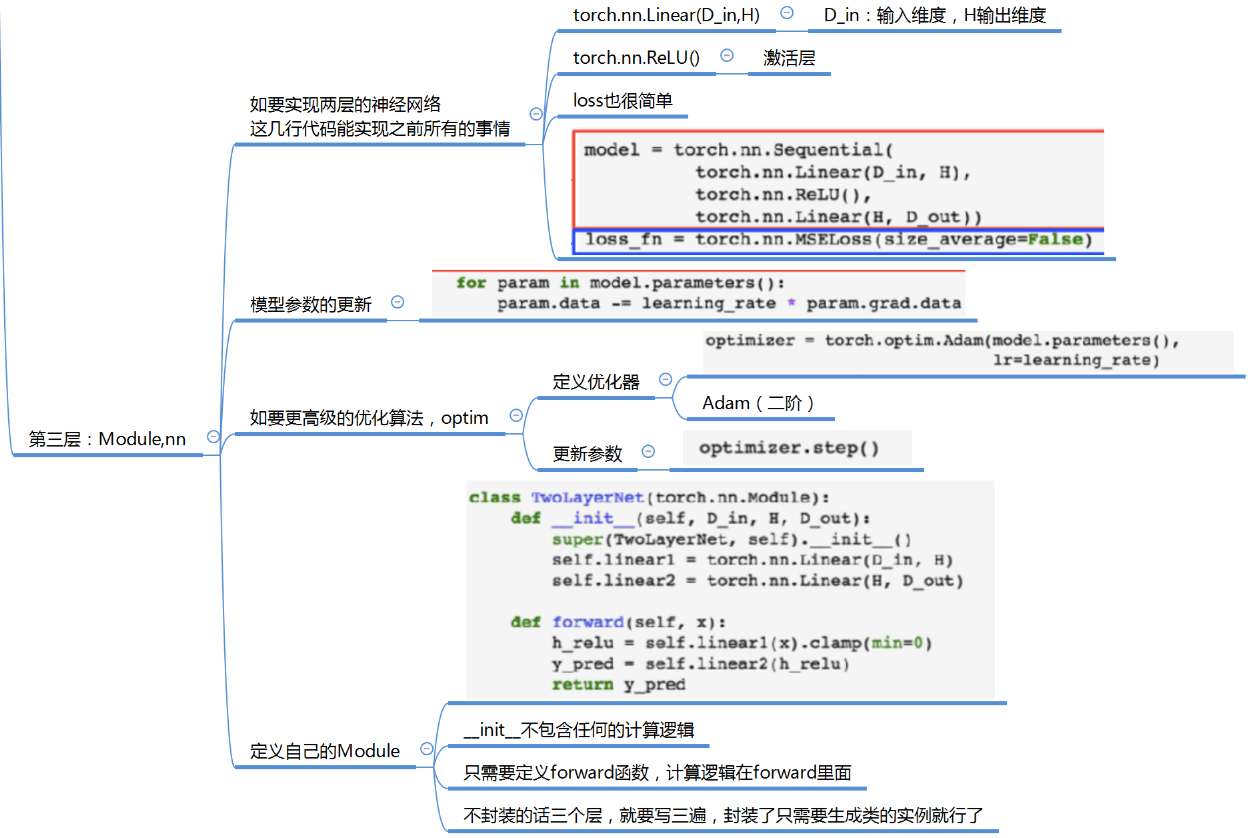 第三层：Module,nn
如要实现两层的神经网络
这几行代码能实现之前所有的事情
torch.nn.Linear(D_in,H)
D_in：输入维度，H输出维度
torch.nn.ReLU()
激活层
loss也很简单
model = torch.nn.Sequential(
torch.nn.Linear(D_in, H),
torch.nn.ReLU(),
torch.nn.Linear(H, D_out))
loss_fn = torch.nn.MSELoss(size_average=False)
模型参数的更新
for param in model.parameters():
param.data -= learning_rate * param.grad.data
如要更高级的优化算法，optim
定义优化器
optimizer = torch.optim.Adam(model.parameters(),
lr=learning_rate)
Adam（二阶）
更新参数
optimizer.step()
定义自己的Module
class TwoLayerNet(torch.nn.Module):
def __init__(self, D_in, H, D_out):
super(TwoLayerNet, self).__init__()
self.linear1 = torch.nn.Linear(D_in, H)
self.linear2 = torch.nn.Linear(H, D_out)
def forward(self, x):
h_relu = self.linear1(x).clamp(min=0)
y_pred = self.linear2(h_relu)
return y_pred
__init__不包含任何的计算逻辑
只需要定义forward函数，计算逻辑在forward里面
不封装的话三个层，就要写三遍，封装了只需要生成类的实例就行了